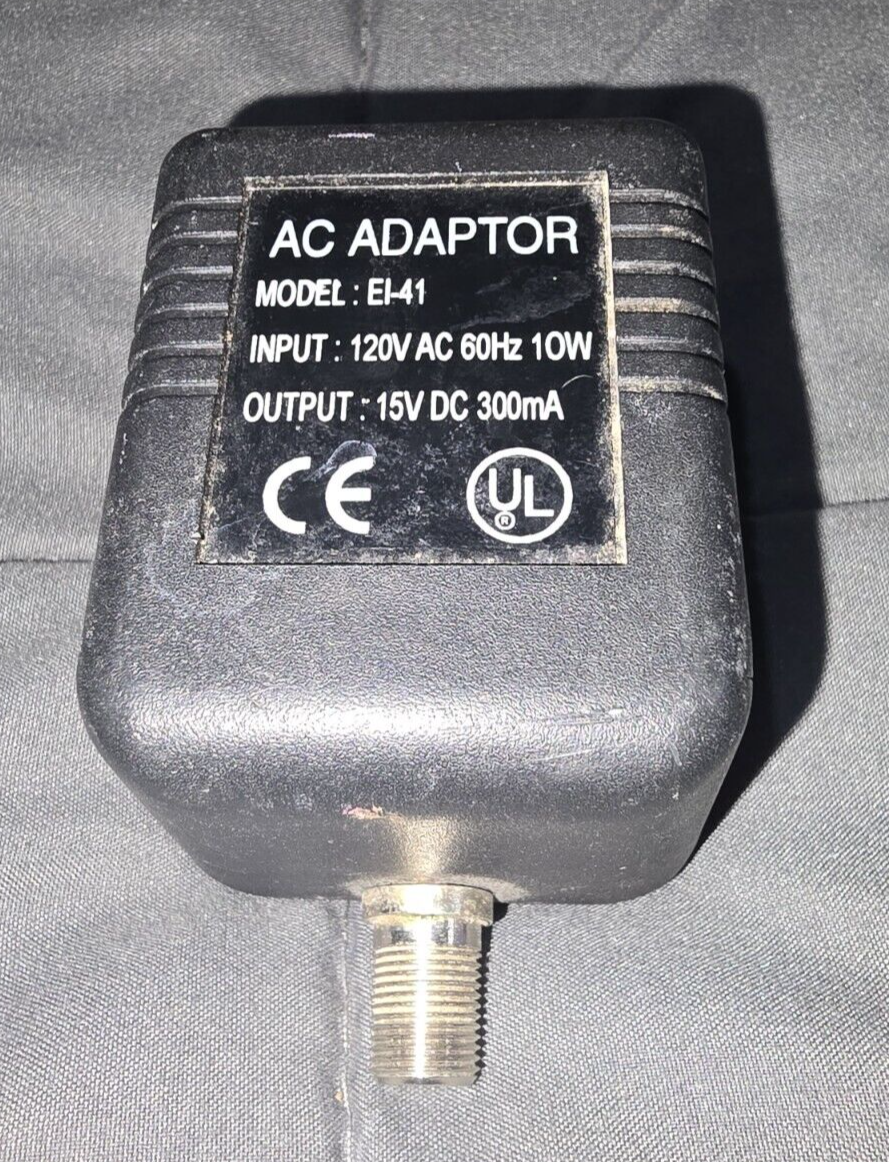 AC ADAPTOR
MODEL : EI-41
INPUT : 120V AC 60Hz 10W
OUTPUT : 15V DC 300mA
CE UL ®